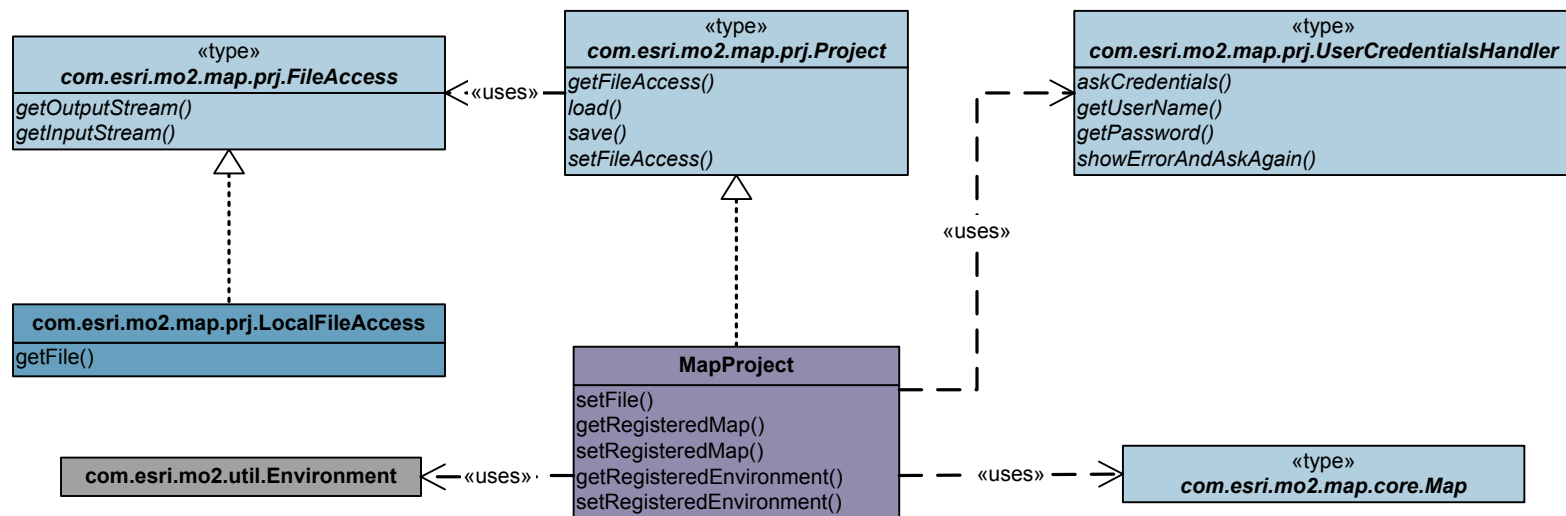 «type»
com.esri.mo2.map.prj.FileAccess
getOutputStream()
getInputStream()
«uses»
«type»
com.esri.mo2.map.prj.Project
getFileAccess()
load()
save()
setFileAccess()
«type»
com.esri.mo2.map.prj.UserCredentialsHandler
askCredentials()
getUserName()
getPassword()
showErrorAndAskAgain()
«uses»
com.esri.mo2.map.prj.LocalFileAccess
getFile()
MapProject
setFile()
getRegisteredMap()
setRegisteredMap()
getRegisteredEnvironment()
setRegisteredEnvironment()
com.esri.mo2.util.Environment
«uses»
«uses»
«type»
com.esri.mo2.map.core.Map